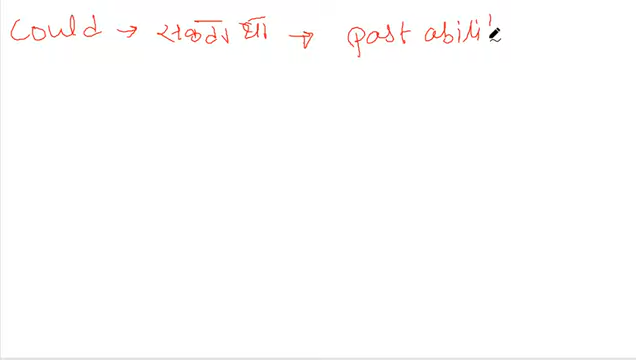 Could → सकता था → past abili